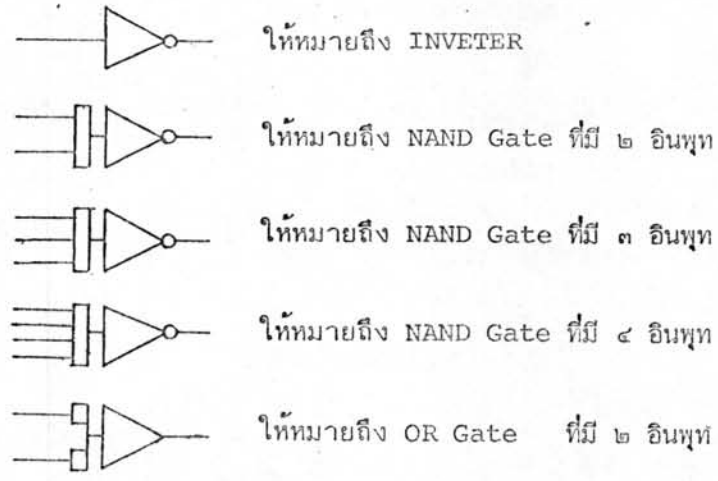 ให้หมายถึง INVETER
ให้หมายถึง NAND Gate ที่มี ๒ อินพุท
ให้หมายถึง NAND Gate ที่มี ๓ อินพุท
ให้หมายถึง NAND Gate ที่มี ๔ อินพุท
ให้หมายถึง OR Gate ที่มี ๒ อินพุท